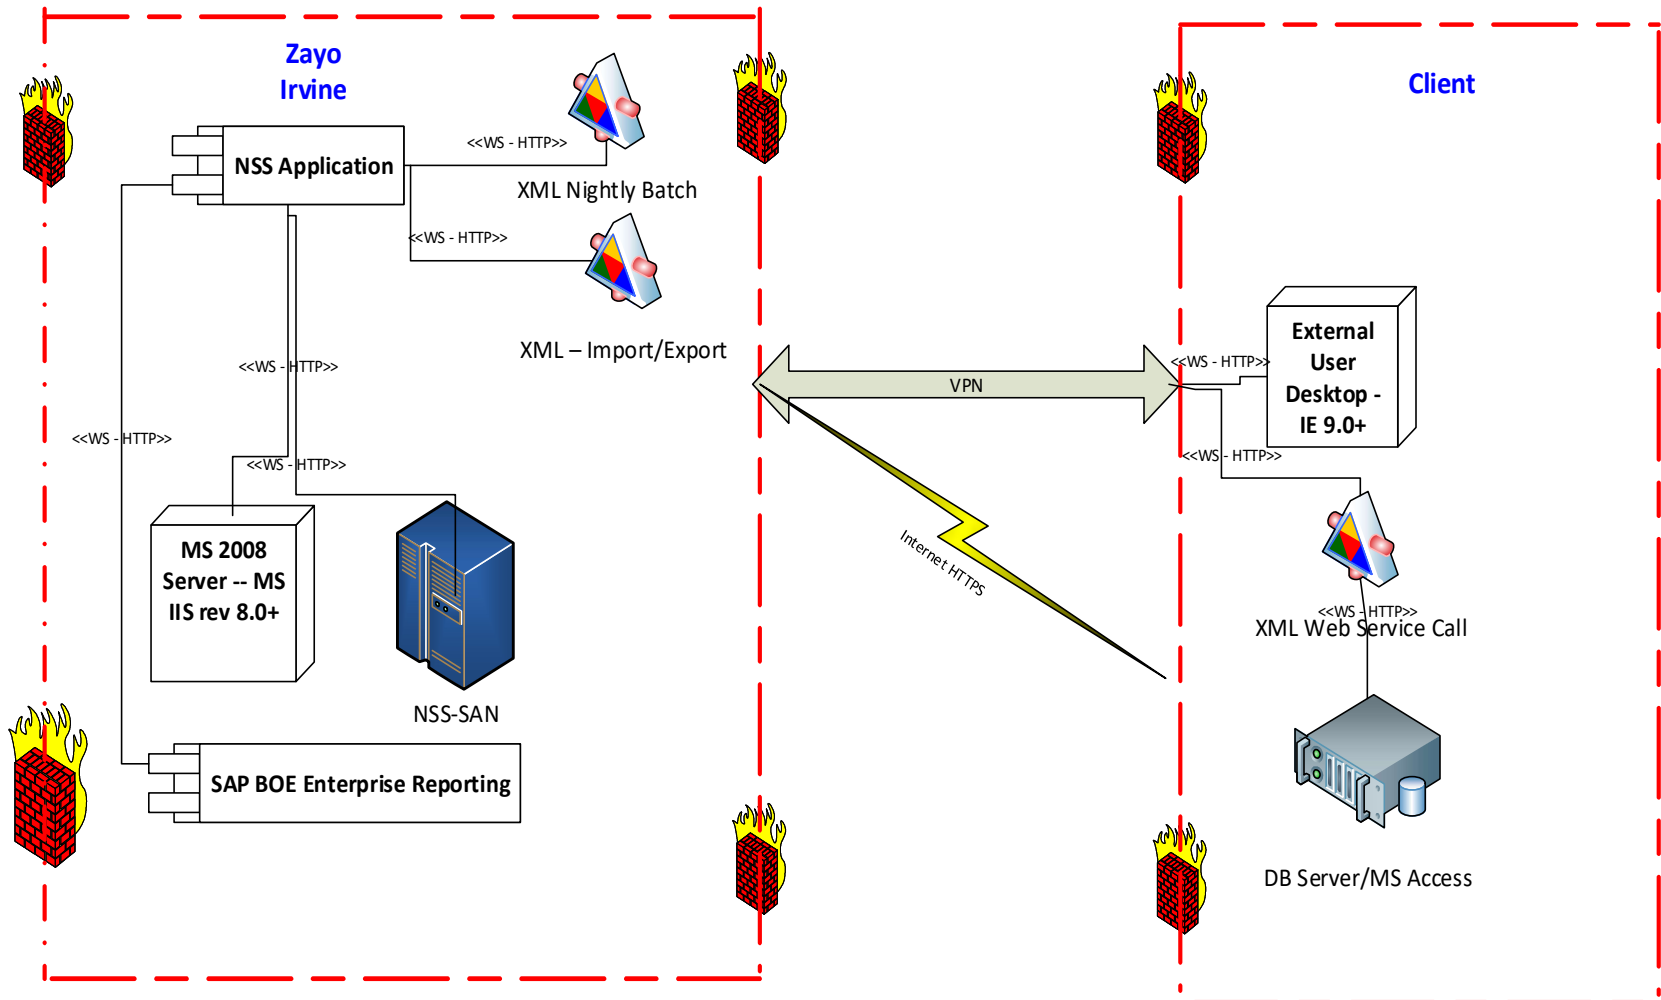 Zayo
Irvine
Client
<<WS - HTTP>>
NSS Application
XML Nightly Batch
<<WS - HTTP>>
XML – Import/Export
<<WS - HTTP>>
<<WS - HTTP>>
<<WS - HTTP>>
MS 2008
Server -- MS
IIS rev 8.0+
NSS-SAN
SAP BOE Enterprise Reporting
VPN
Internet HTTPS
<<WS - HTTP>>
External
User
Desktop -
IE 9.0+
<<WS - HTTP>>
<<WS - HTTP>>
XML Web Service Call
DB Server/MS Access